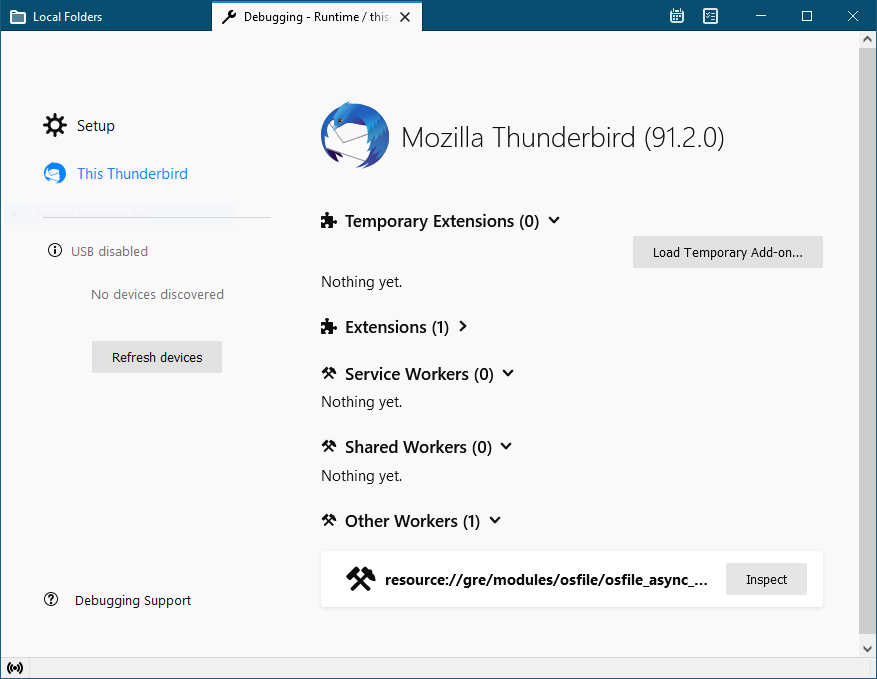 Local Folders
Debugging - Runtime / this-
Setup
This Thunderbird
USB disabled
No devices discovered
Refresh devices
Debugging Support
Mozilla Thunderbird (91.2.0)
Temporary Extensions (0)
Load Temporary Add-on...
Nothing yet.
Extensions (1)
Service Workers (0)
Nothing yet.
Shared Workers (0)
Nothing yet.
Other Workers (1)
resource://gre/modules/osfile/osfile_async_...
Inspect